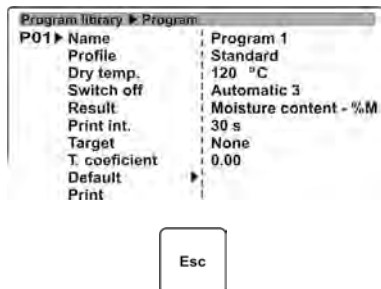 Program library ▶ Program
P01▶ Name Program 1
Profile Standard
Dry temp. 120 °C
Switch off Automatic 3
Result Moisture content - %M
Print int. 30 s
Target None
T. coeficient 0.00
Default ▶
Print
Esc